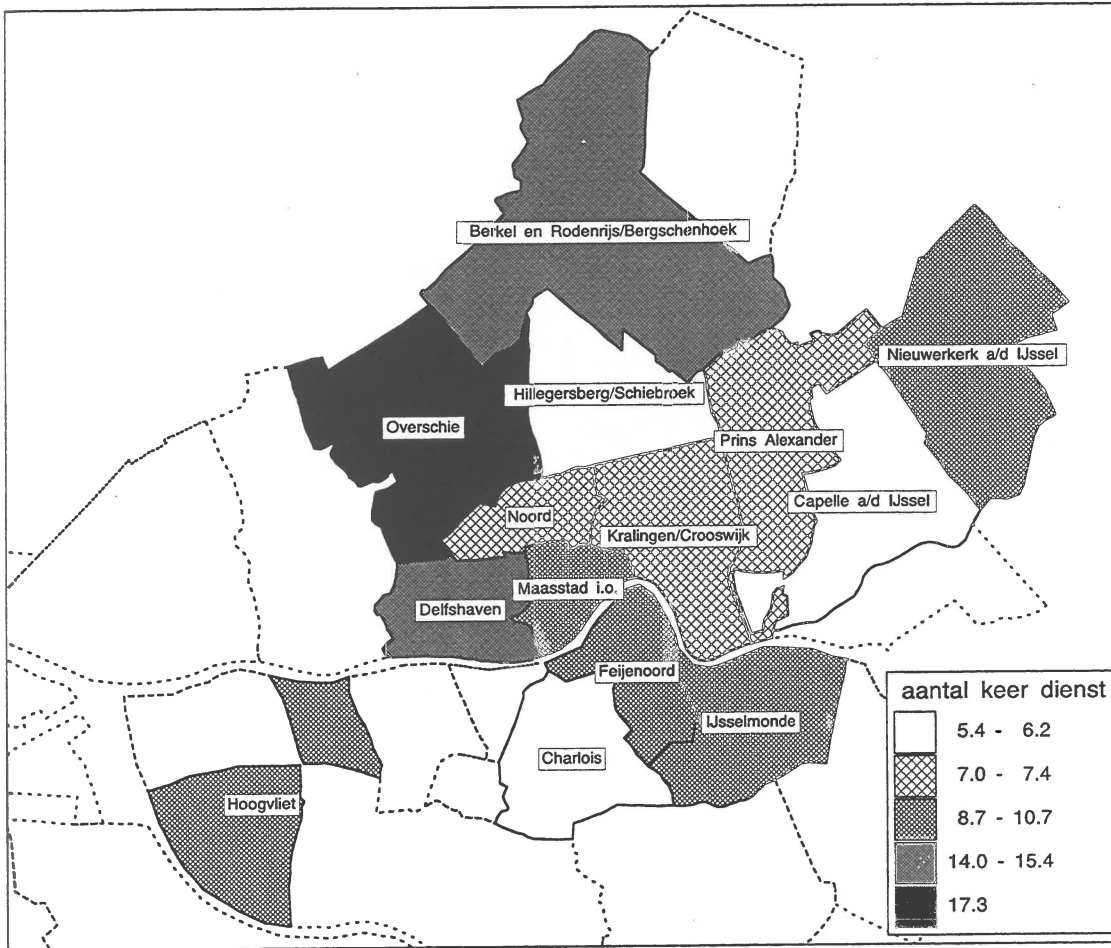 Berkel en Rodenrijs/Bergschenhoek
Nieuwerkerk a/d IJssel
Hillegersberg/Schiebroek
Overschie
Prins Alexander
Capelle a/d IJssel
Noord
Kralingen/Crooswijk
Maasstad i.o.
Delfshaven
Feijenoord
IJsselmonde
Charlois
Hoogvliet
aantal keer dienst
5.4 - 6.2
7.0 - 7.4
8.7 - 10.7
14.0 - 15.4
17.3